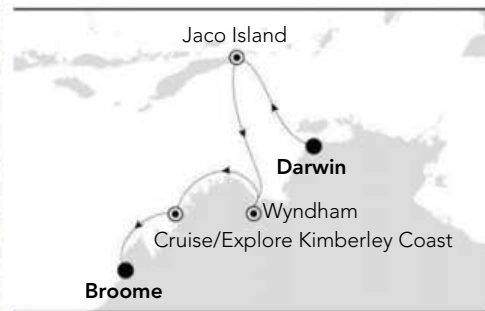 Jaco Island
Darwin
Wyndham
Cruise/Explore Kimberley Coast
Broome